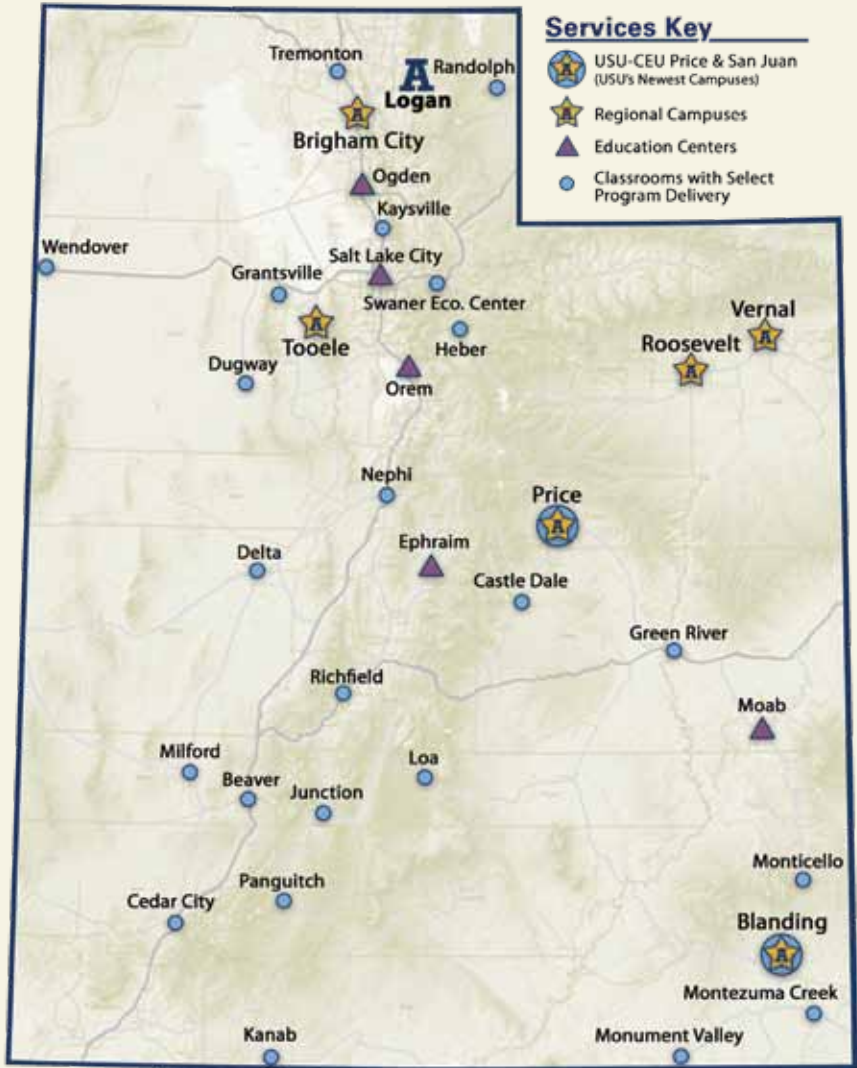 Services Key
USU-CEU Price & San Juan
(USU's Newest Campuses)
A
Regional Campuses
A
Education Centers
Classrooms with Select
Program Delivery
Tremonton
A
Randolph
Logan
A
Brigham City
Ogden
Kaysville
Wendover
Salt Lake City
Grantsville
Swaner Eco. Center
A
Tooele
Heber
Vernal
A
Roosevelt
A
Dugway
Orem
Nephi
Price
A
Ephraim
Delta
Castle Dale
Green River
Richfield
Moab
Milford
Loa
Beaver
Junction
Monticello
Panguitch
Cedar City
Blanding
A
Montezuma Creek
Kanab
Monument Valley